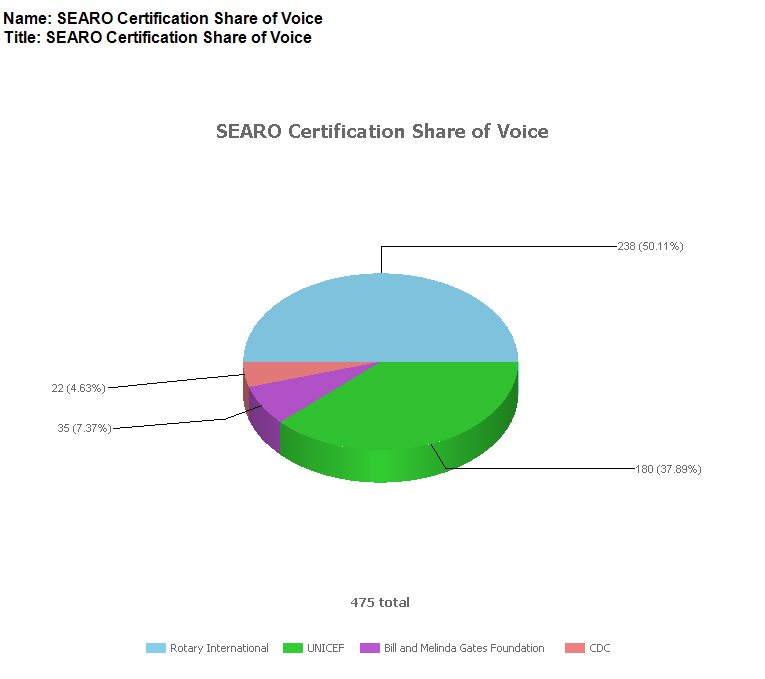 Name: SEARO Certification Share of Voice
Title: SEARO Certification Share of Voice
SEARO Certification Share of Voice
238 (50.11%)
22 (4.63%)
35 (7.37%)
180 (37.89%)
475 total
Rotary International UNICEF Bill and Melinda Gates Foundation CDC